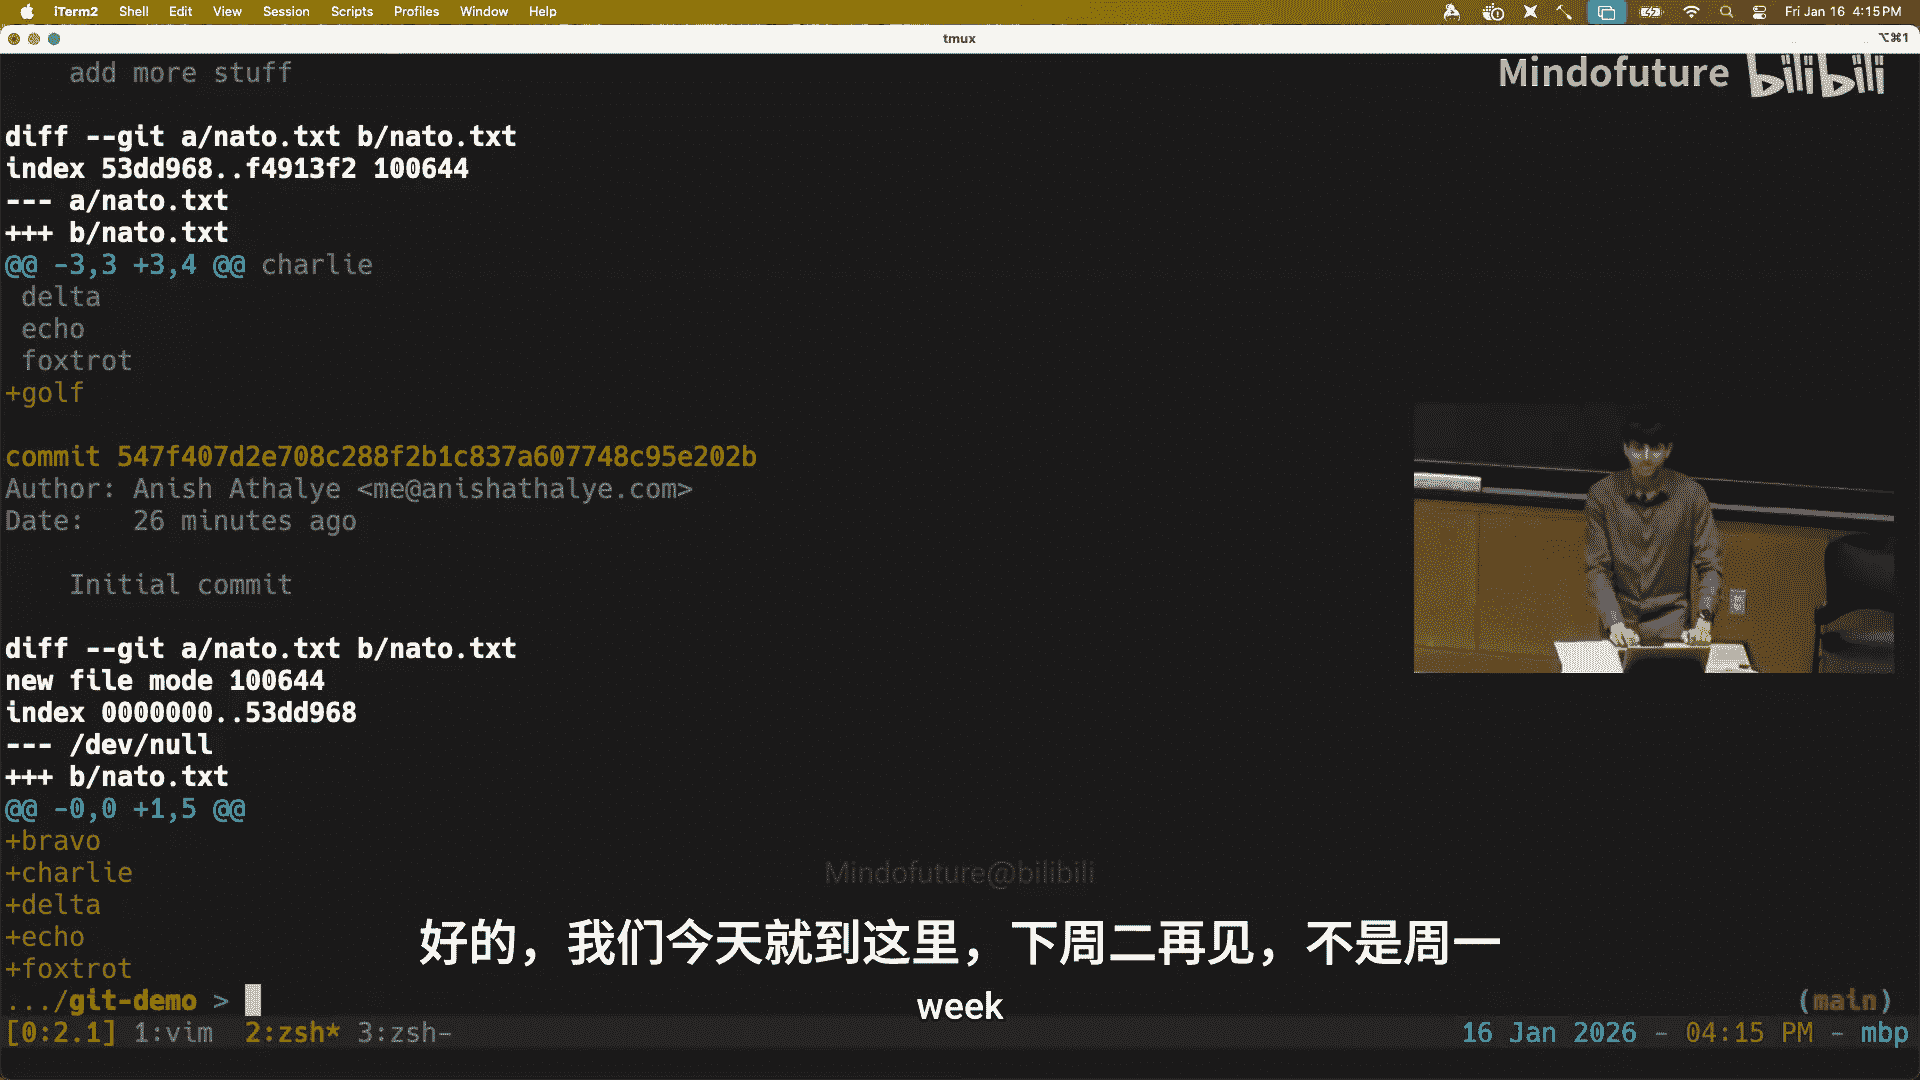 iTerm2 Shell Edit View Session Scripts Profiles Window Help Fri Jan 16 4:15 PM
tmux ⌥⌘1
add more stuff
Mindofuture bilibili
diff --git a/nato.txt b/nato.txt
index 53dd968..f4913f2 100644
--- a/nato.txt
+++ b/nato.txt
@@ -3,3 +3,4 @@ charlie
delta
echo
foxtrot
+golf
commit 547f407d2e708c288f2b1c837a607748c95e202b
Author: Anish Athalye <me@anishathalye.com>
Date: 26 minutes ago
Initial commit
diff --git a/nato.txt b/nato.txt
new file mode 100644
index 0000000..53dd968
--- /dev/null
+++ b/nato.txt
@@ -0,0 +1,5 @@
+bravo
+charlie
+delta
+echo
+foxtrot
Mindofuture@bilibili
好的，我们今天就到这里，下周二再见，不是周一
week
.../git-demo > (main)
[0:2.1] 1:vim 2:zsh* 3:zsh- 16 Jan 2026 - 04:15 PM - mbp